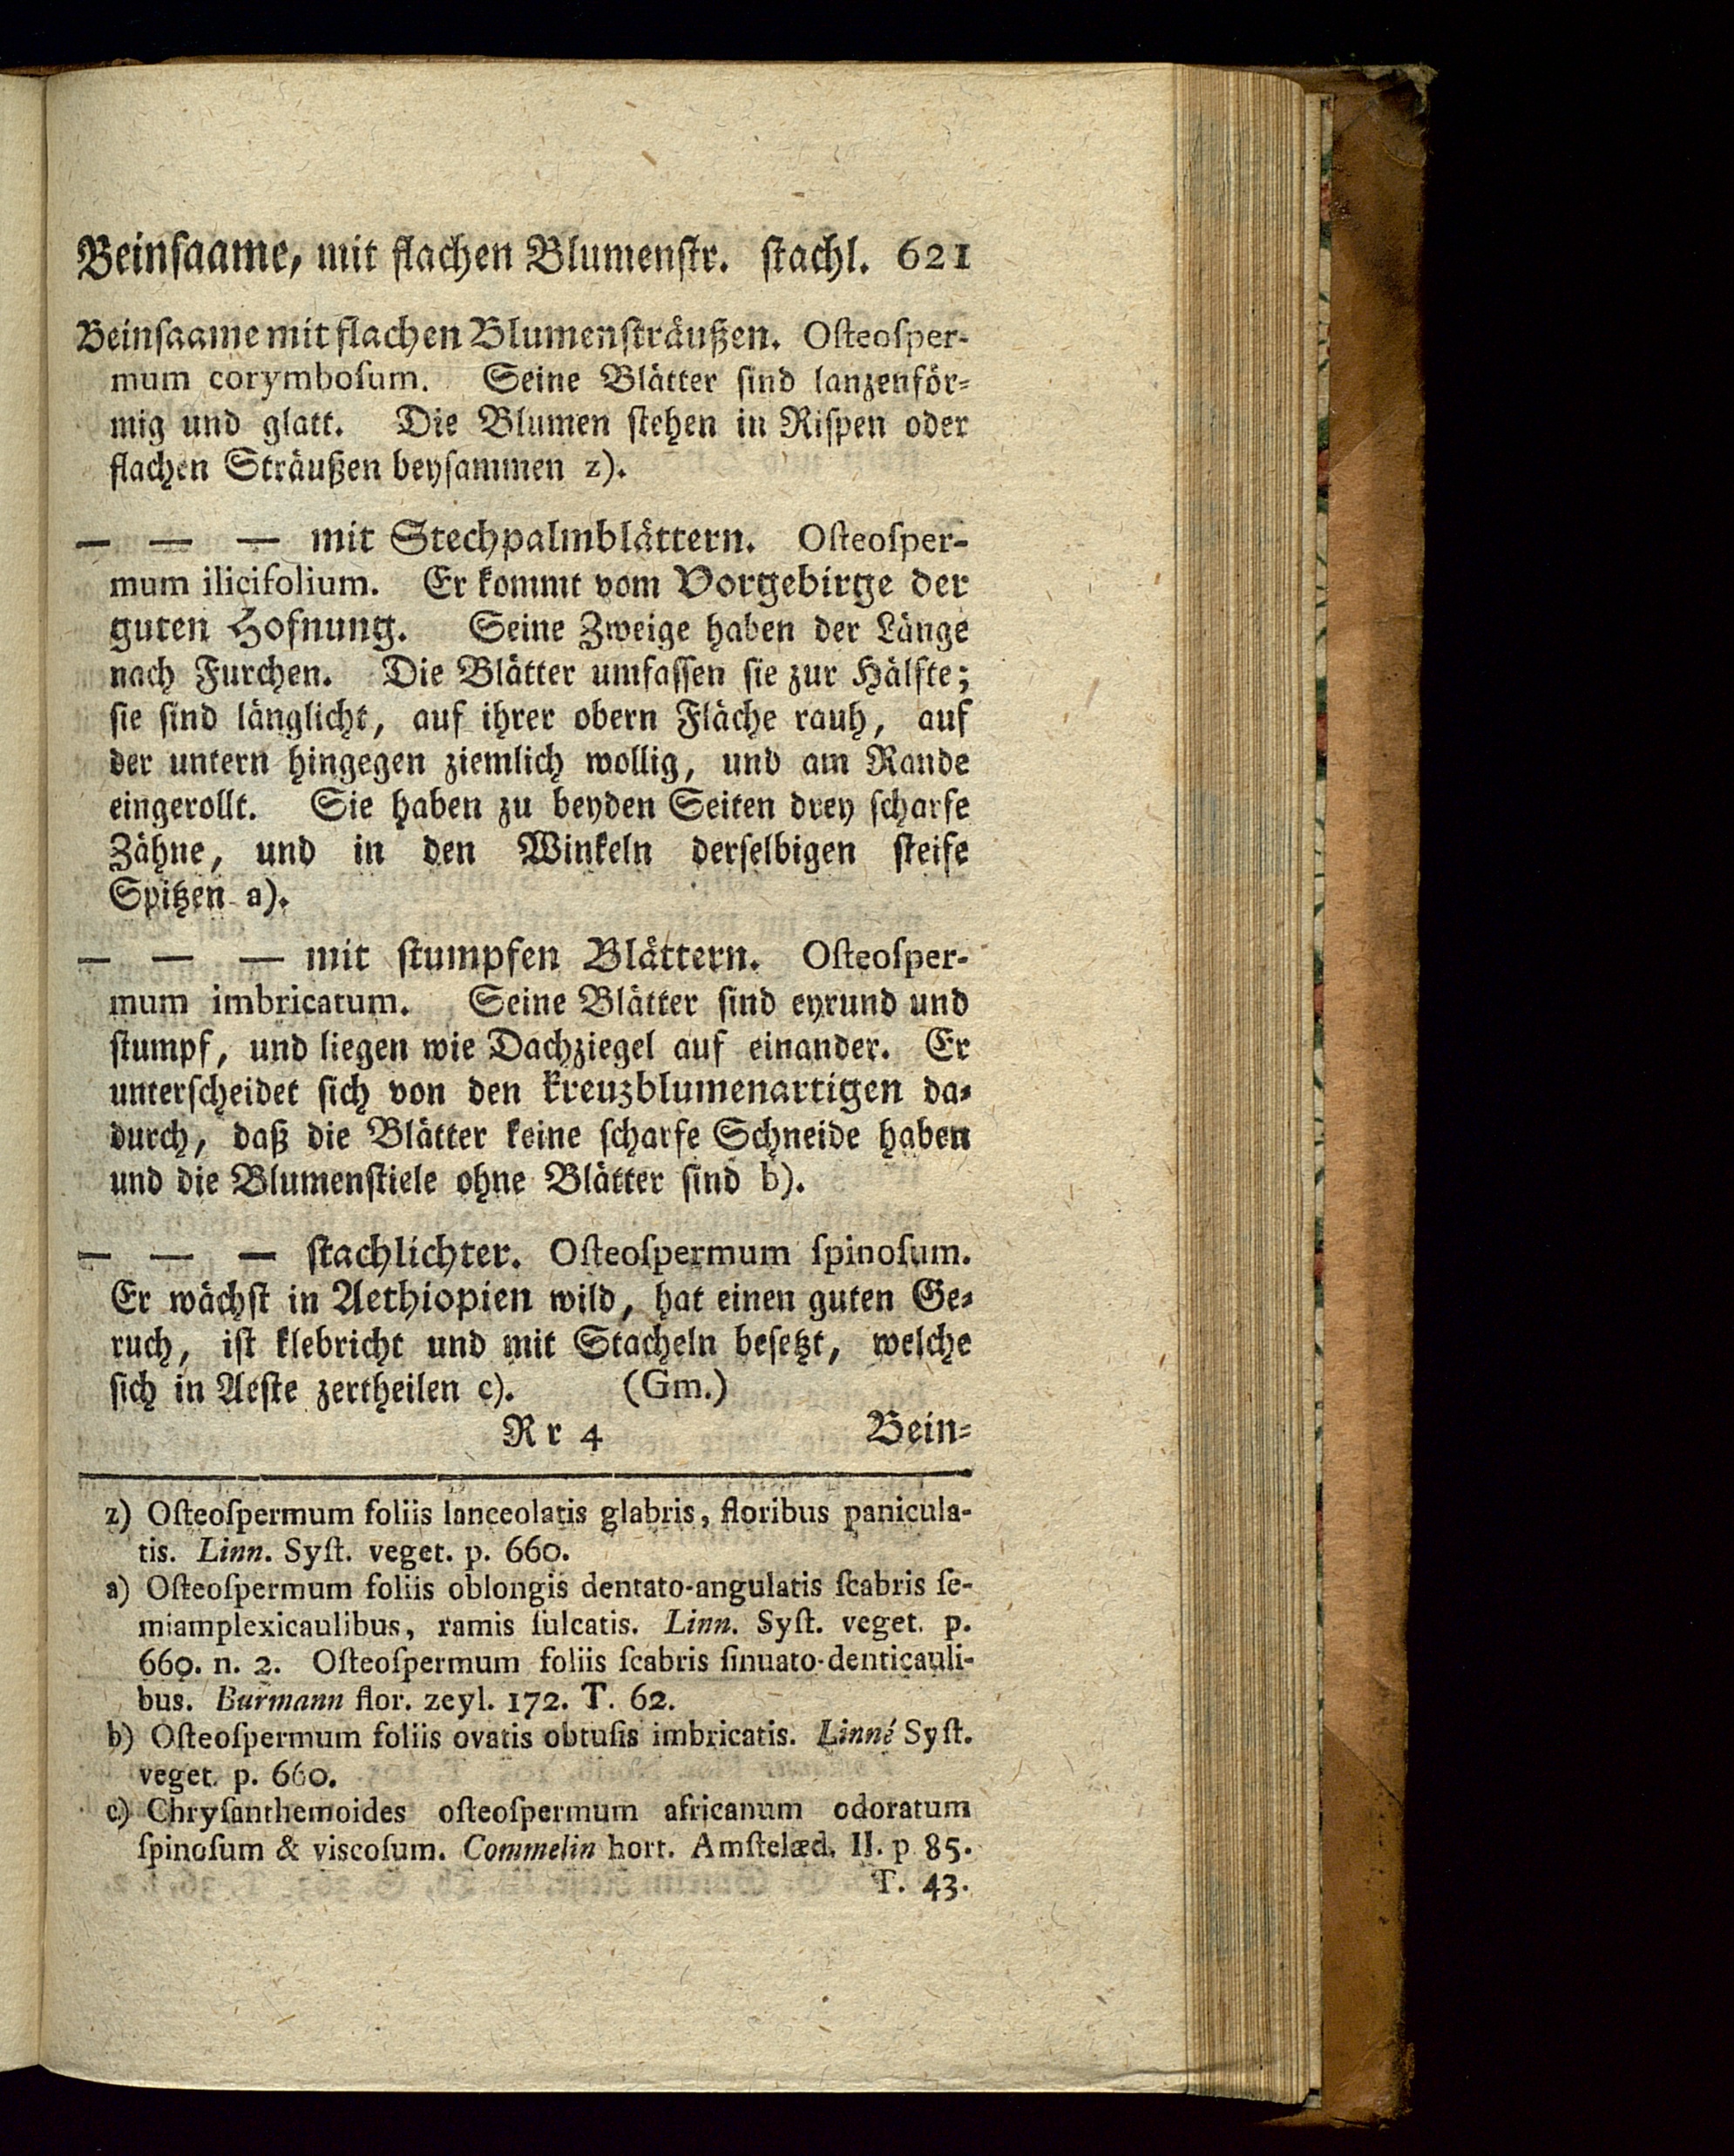 Beinſaame, mit flachen Blumenſtr. ſtachl. 621
Beinſaame mit flachen Blumenſträußen. Oſteoſper-
mum corymboſum. Seine Blätter ſind lanzenför-
mig und glatt. Die Blumen ſtehen in Riſpen oder
flachen Sträußen beyſammen z).
— — — mit Stechpalmblättern. Oſteoſper-
mum ilicifolium. Er kommt vom Vorgebirge der
guten Hofnung. Seine Zweige haben der Länge
nach Furchen. Die Blätter umfaſſen ſie zur Hälfte;
ſie ſind länglicht, auf ihrer obern Fläche rauh, auf
der untern hingegen ziemlich wollig, und am Rande
eingerollt. Sie haben zu beyden Seiten drey ſcharfe
Zähne, und in den Winkeln derſelbigen ſteife
Spitzen a).
— — — mit ſtumpfen Blättern. Oſteoſper-
mum imbricatum. Seine Blätter ſind eyrund und
ſtumpf, und liegen wie Dachziegel auf einander. Er
unterſcheidet ſich von den kreuzblumenartigen da-
durch, daß die Blätter keine ſcharfe Schneide haben
und die Blumenſtiele ohne Blätter ſind b).
— — — ſtachlichter. Oſteoſpermum ſpinoſum.
Er wächſt in Aethiopien wild, hat einen guten Ge-
ruch, iſt klebricht und mit Stacheln beſetzt, welche
ſich in Aeſte zertheilen c). (Gm.)
Rr 4 Bein-
z) Oſteoſpermum foliis lanceolatis glabris, floribus panicula-
tis. Linn. Syſt. veget. p. 660.
a) Oſteoſpermum foliis oblongis dentato-angulatis ſcabris ſe-
miamplexicaulibus, ramis ſulcatis. Linn. Syſt. veget. p.
660. n. 2. Oſteoſpermum foliis ſcabris ſinuato-denticauli-
bus. Burmann flor. zeyl. 172. T. 62.
b) Oſteoſpermum foliis ovatis obtuſis imbricatis. Linné Syſt.
veget. p. 660.
c) Chryſanthemoides oſteoſpermum africanum odoratum
ſpinoſum & viscoſum. Commelin hort. Amſtelæd. II. p 85.
T. 43.